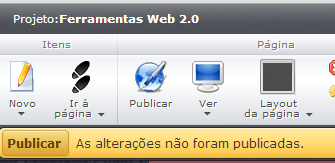 Projeto:Ferramentas Web 2.0
Itens Página
Novo Ir à página Publicar Ver Layout da página
Publicar As alterações não foram publicadas.